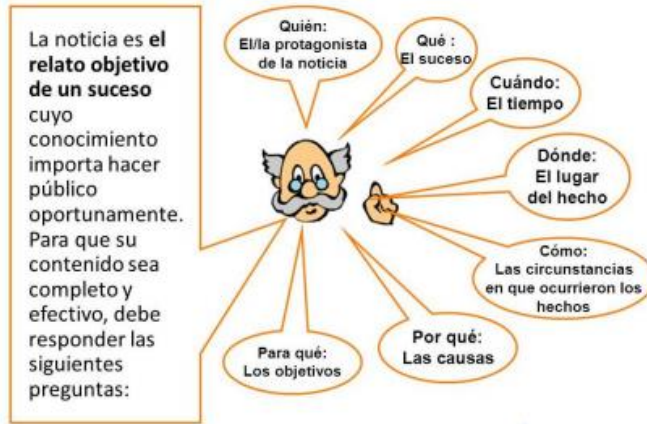 La noticia es el
relato objetivo
de un suceso
cuyo
conocimiento
importa hacer
público
oportunamente.
Para que su
contenido sea
completo y
efectivo, debe
responder las
siguientes
preguntas:
Quién:
El/la protagonista
de la noticia
Qué :
El suceso
Cuándo:
El tiempo
Dónde:
El lugar
del hecho
Cómo:
Las circunstancias
en que ocurrieron los
hechos
Por qué:
Las causas
Para qué:
Los objetivos